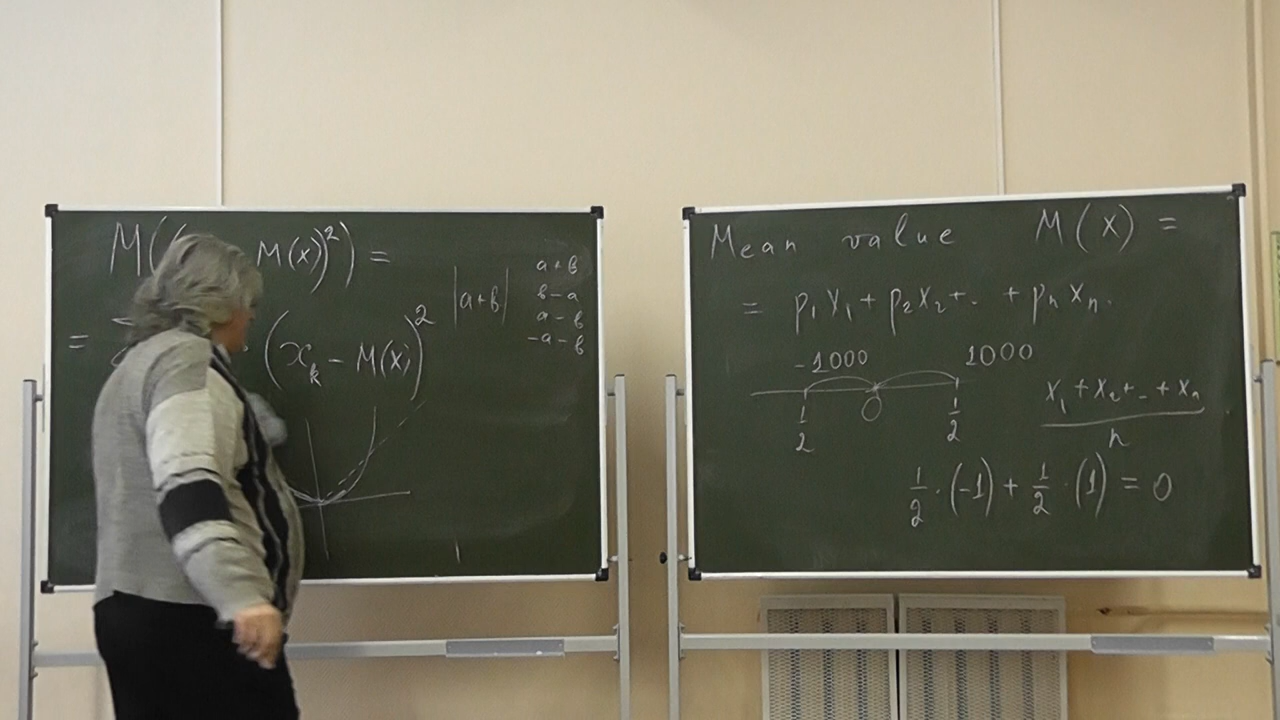 M((   M(x))²) =
=   · (x_k - M(x))²
|a+b|
a+b
b-a
a-b
-a-b
Mean value M(X) =
= p₁x₁ + p₂x₂ + .. + pₙxₙ.
-1000 1000
0
1/2 1/2
(x₁ + x₂ + .. + xₙ)/n
1/2 · (-1) + 1/2 · (1) = 0